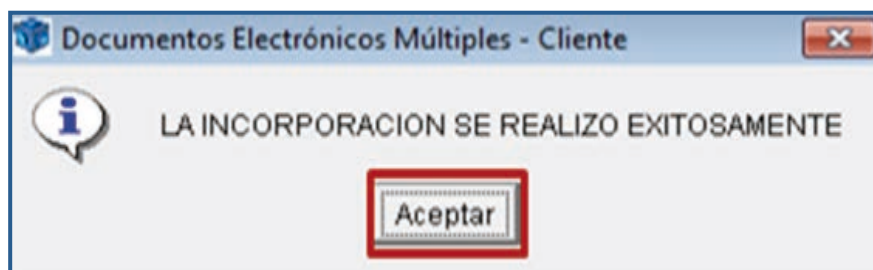 Documentos Electrónicos Múltiples - Cliente
LA INCORPORACION SE REALIZO EXITOSAMENTE
Aceptar